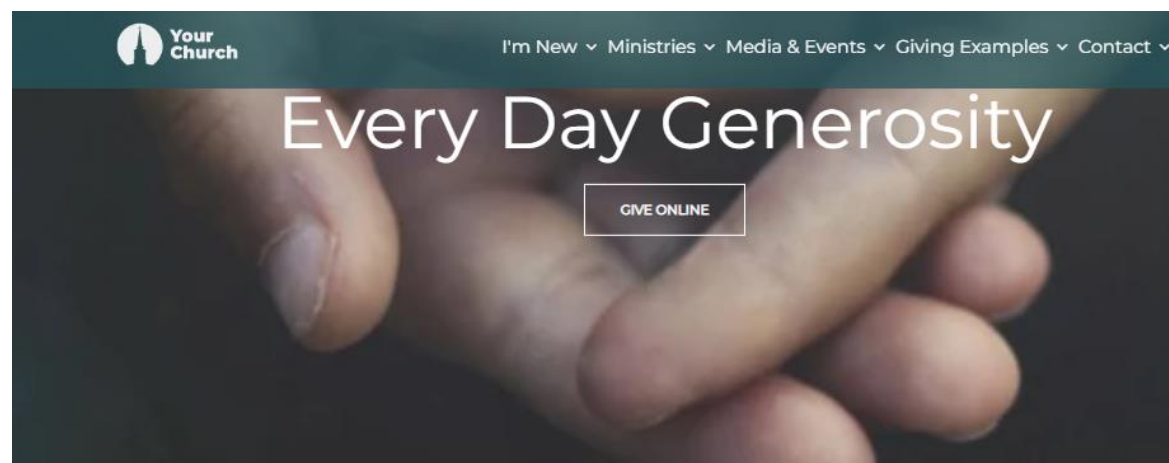 Your
Church
I'm New Ministries Media & Events Giving Examples Contact
Every Day Generosity
GIVE ONLINE